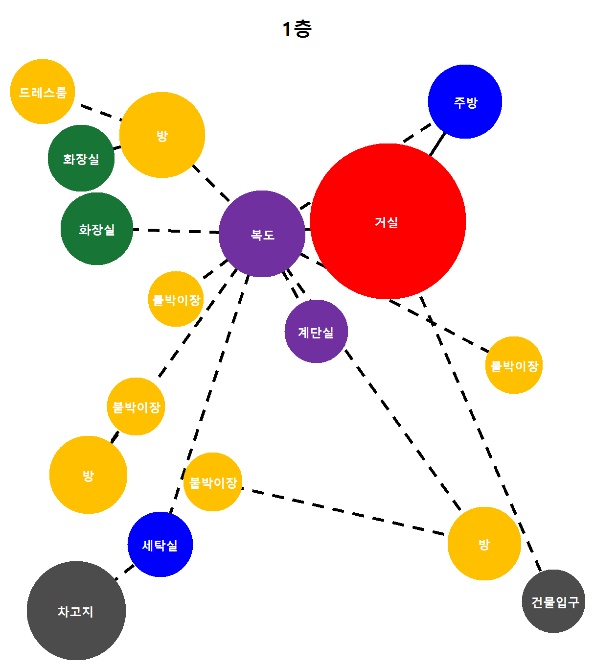 1층
드레스룸
방
주방
화장실
화장실
복도
거실
붙박이장
계단실
붙박이장
붙박이장
방
붙박이장
세탁실
방
차고지
건물입구